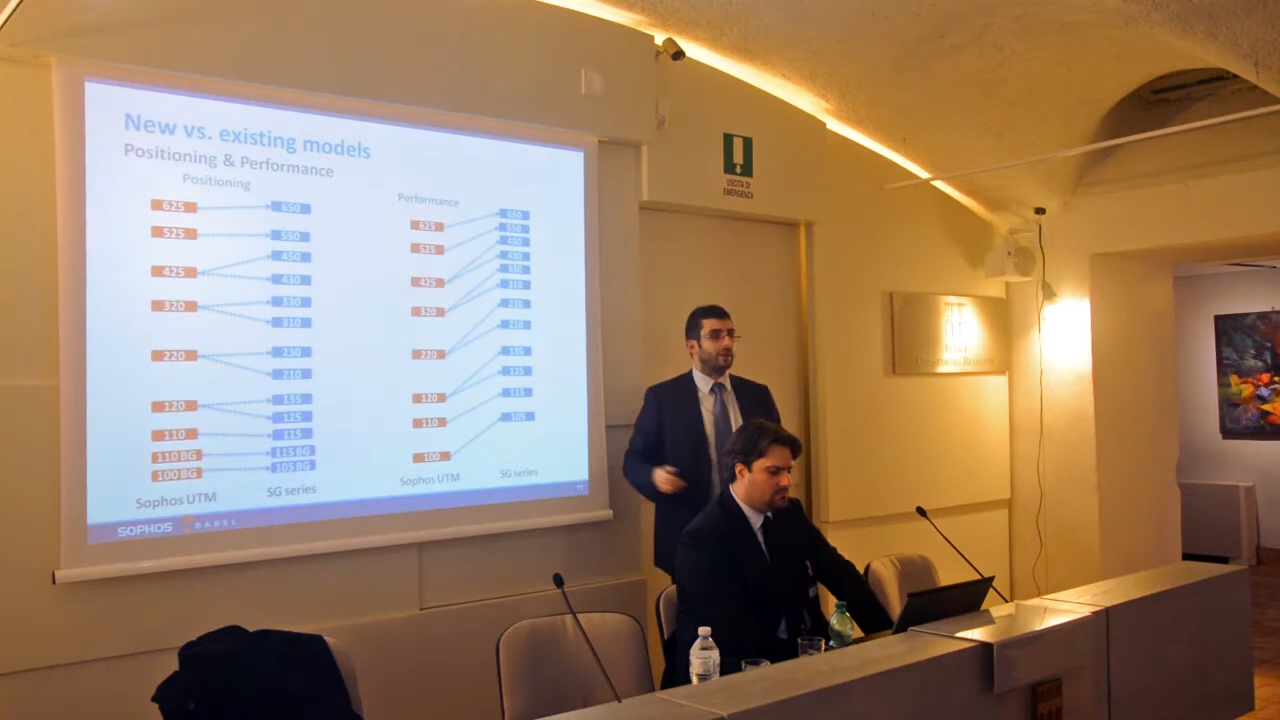 New vs. existing models
Positioning & Performance
Positioning
625
650
525
550
425
450
430
320
330
310
220
230
210
120
135
125
110
115
110 BG
115 BG
100 BG
105 BG
Sophos UTM
SG series
Performance
625
650
525
550
450
425
430
330
320
310
230
220
210
135
120
125
110
115
100
105
Sophos UTM
SG series
SOPHOS
RABEL
USCITA DI
EMERGENZA